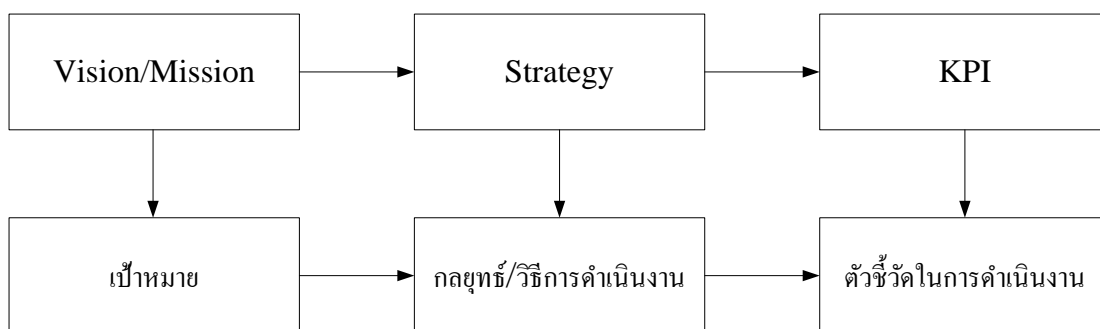 Vision/Mission
Strategy
KPI
เป้าหมาย
กลยุทธ์/วิธีการดำเนินงาน
ตัวชี้วัดในการดำเนินงาน